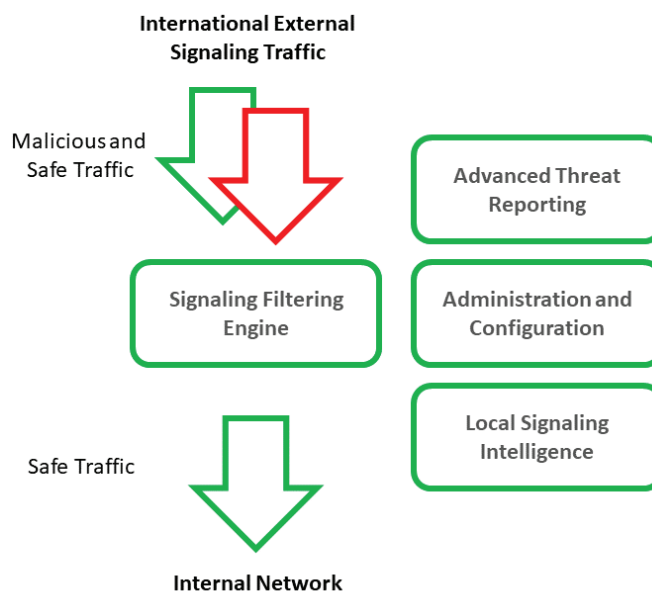 International External
Signaling Traffic
Malicious and
Safe Traffic
Advanced Threat
Reporting
Signaling Filtering
Engine
Administration and
Configuration
Local Signaling
Intelligence
Safe Traffic
Internal Network